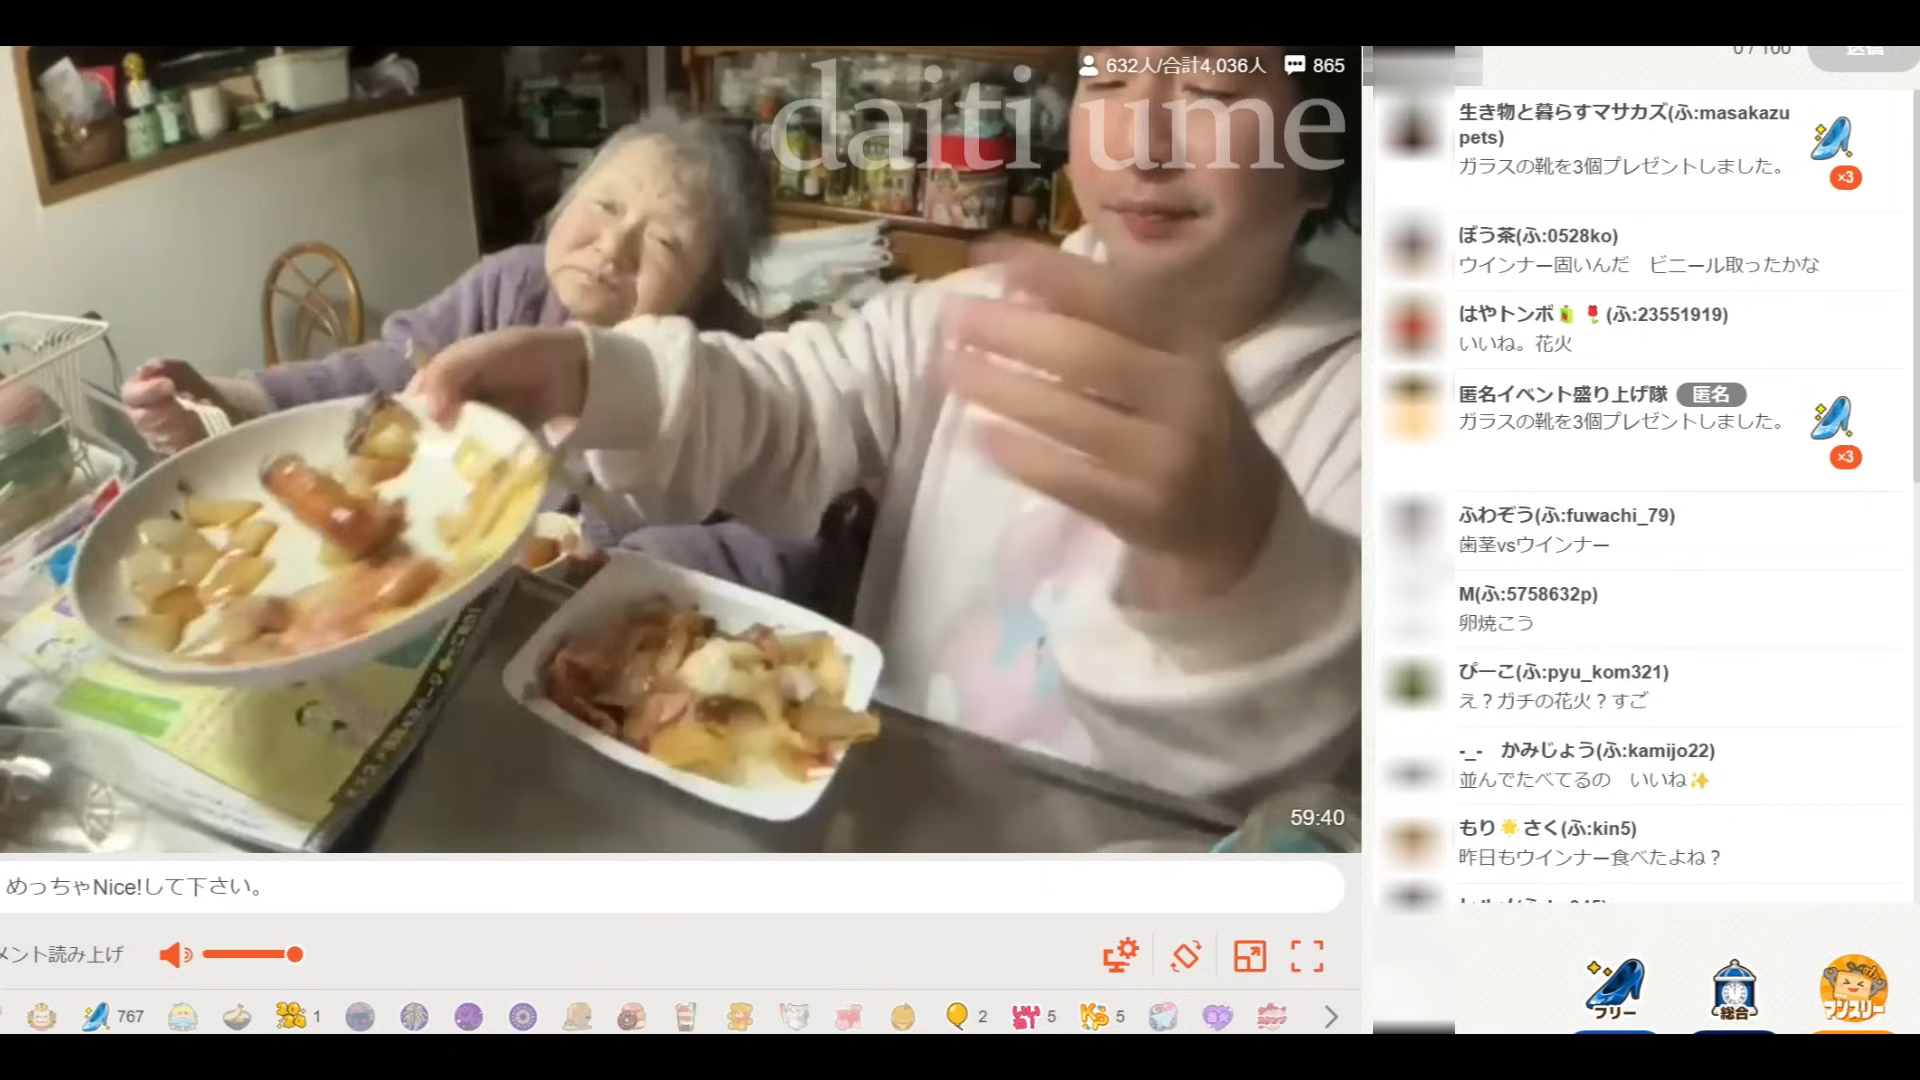 632人/合計4,036人 865
daiti ume
59:40
めっちゃNice!して下さい。
メント読み上げ
767
1
2
5
5
0 / 100
送信
生き物と暮らすマサカズ(ふ:masakazu
pets)
ガラスの靴を3個プレゼントしました。
×3
ぼう茶(ふ:0528ko)
ウインナー固いんだ ビニール取ったかな
はやトンボ(ふ:23551919)
いいね。花火
匿名イベント盛り上げ隊 匿名
ガラスの靴を3個プレゼントしました。
×3
ふわぞう(ふ:fuwachi_79)
歯茎vsウインナー
M(ふ:5758632p)
卵焼こう
ぴーこ(ふ:pyu_kom321)
え？ガチの花火？すご
-_- かみじょう(ふ:kamijo22)
並んでたべてるの いいね✨
もり🌟さく(ふ:kin5)
昨日もウインナー食べたよね？
フリー
総合
マンスリー